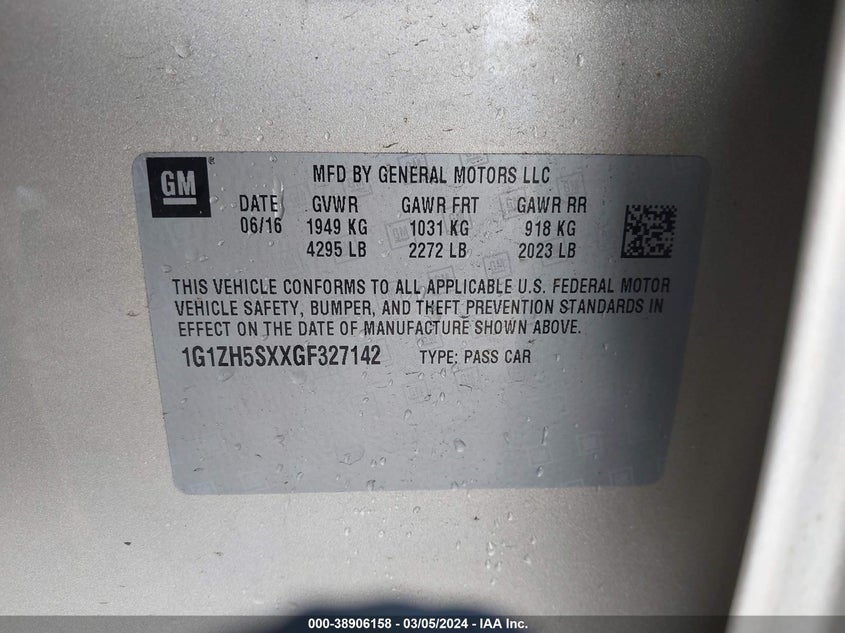 GM®
MFD BY GENERAL MOTORS LLC
DATE GVWR GAWR FRT GAWR RR
06/16 1949 KG 1031 KG 918 KG
4295 LB 2272 LB 2023 LB
THIS VEHICLE CONFORMS TO ALL APPLICABLE U.S. FEDERAL MOTOR
VEHICLE SAFETY, BUMPER, AND THEFT PREVENTION STANDARDS IN
EFFECT ON THE DATE OF MANUFACTURE SHOWN ABOVE.
1G1ZH5SXXGF327142 TYPE: PASS CAR
000-38906158 — 03/05/2024 — IAA Inc.